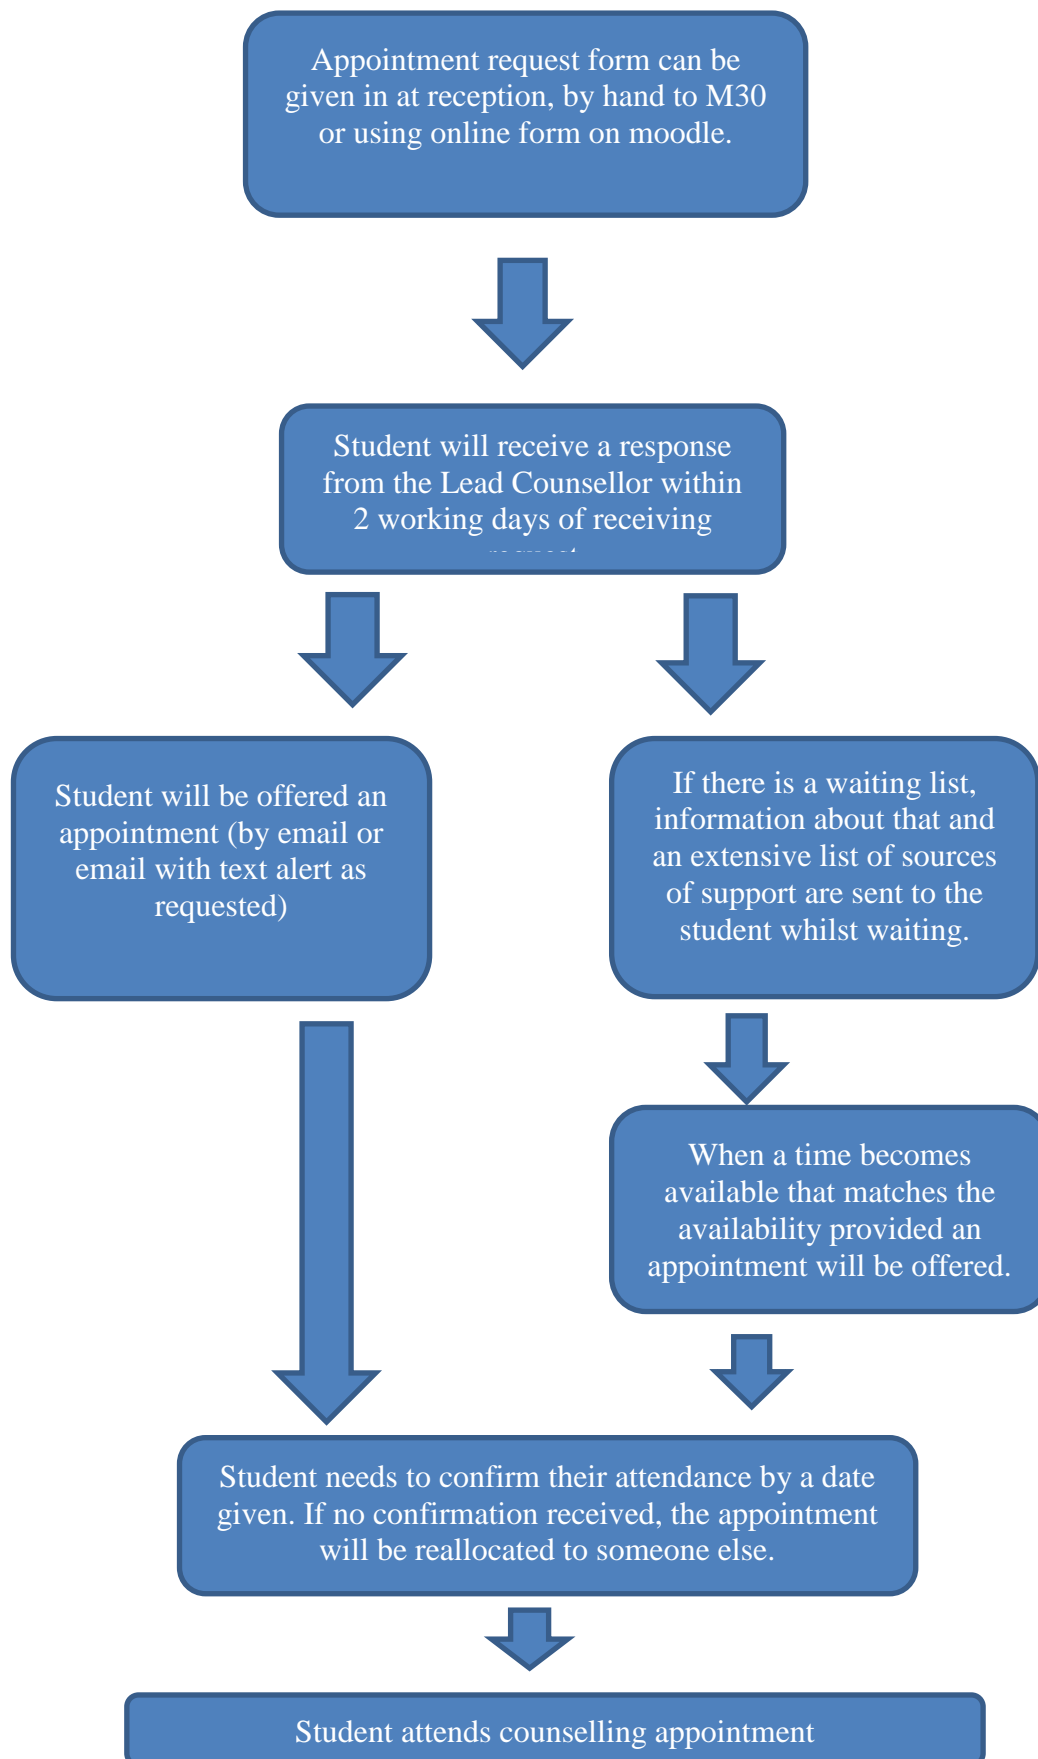 Appointment request form can be
given in at reception, by hand to M30
or using online form on moodle.
Student will receive a response
from the Lead Counsellor within
2 working days of receiving
Student will be offered an
appointment (by email or
email with text alert as
requested)
If there is a waiting list,
information about that and
an extensive list of sources
of support are sent to the
student whilst waiting.
When a time becomes
available that matches the
availability provided an
appointment will be offered.
Student needs to confirm their attendance by a date
given. If no confirmation received, the appointment
will be reallocated to someone else.
Student attends counselling appointment